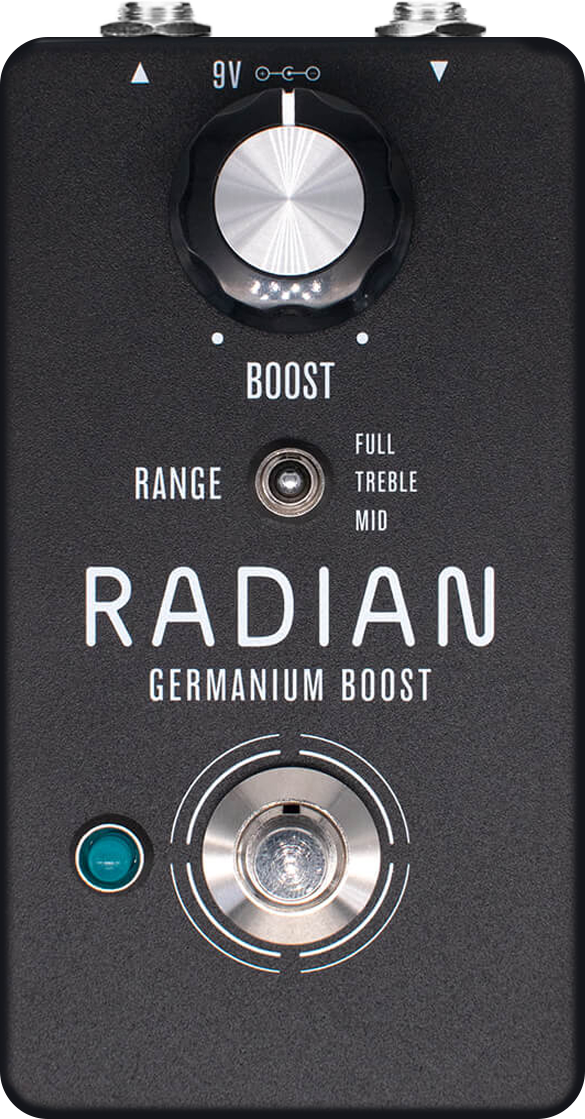 9V
BOOST
RANGE
FULL
TREBLE
MID
RADIAN
GERMANIUM BOOST